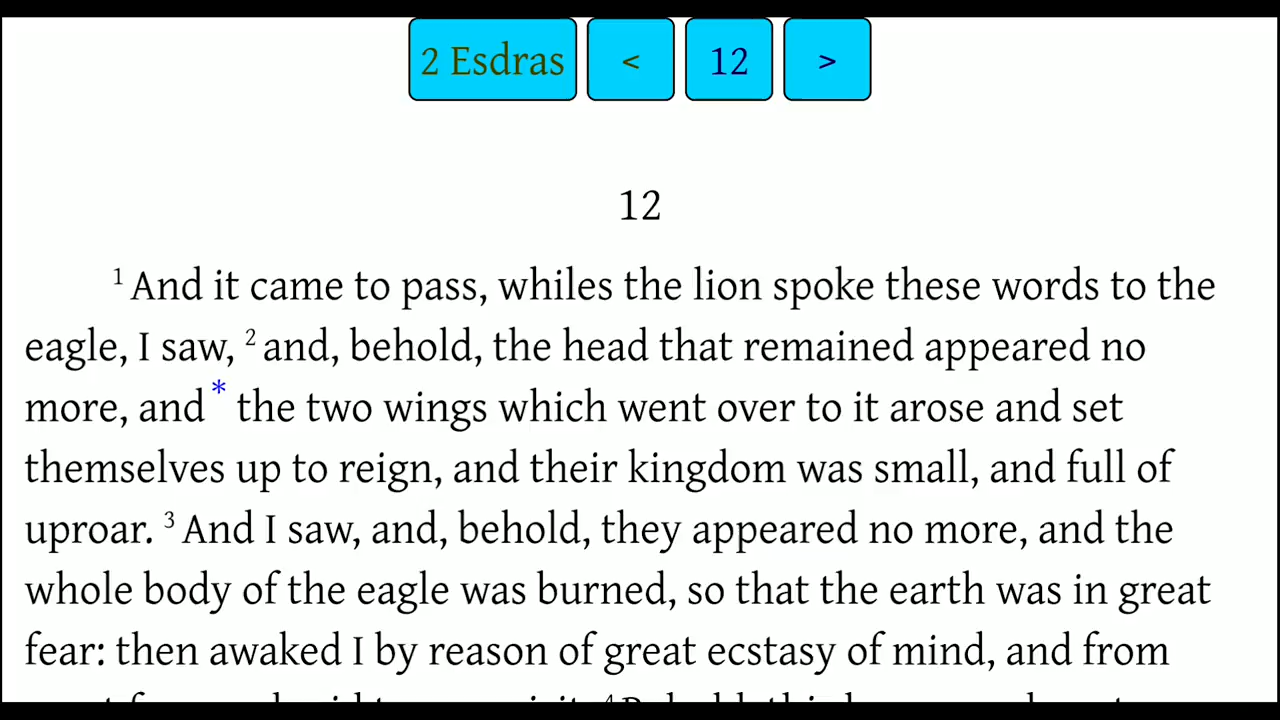 2 Esdras < 12 >
12
1 And it came to pass, whiles the lion spoke these words to the
eagle, I saw, 2 and, behold, the head that remained appeared no
more, and* the two wings which went over to it arose and set
themselves up to reign, and their kingdom was small, and full of
uproar. 3 And I saw, and, behold, they appeared no more, and the
whole body of the eagle was burned, so that the earth was in great
fear: then awaked I by reason of great ecstasy of mind, and from